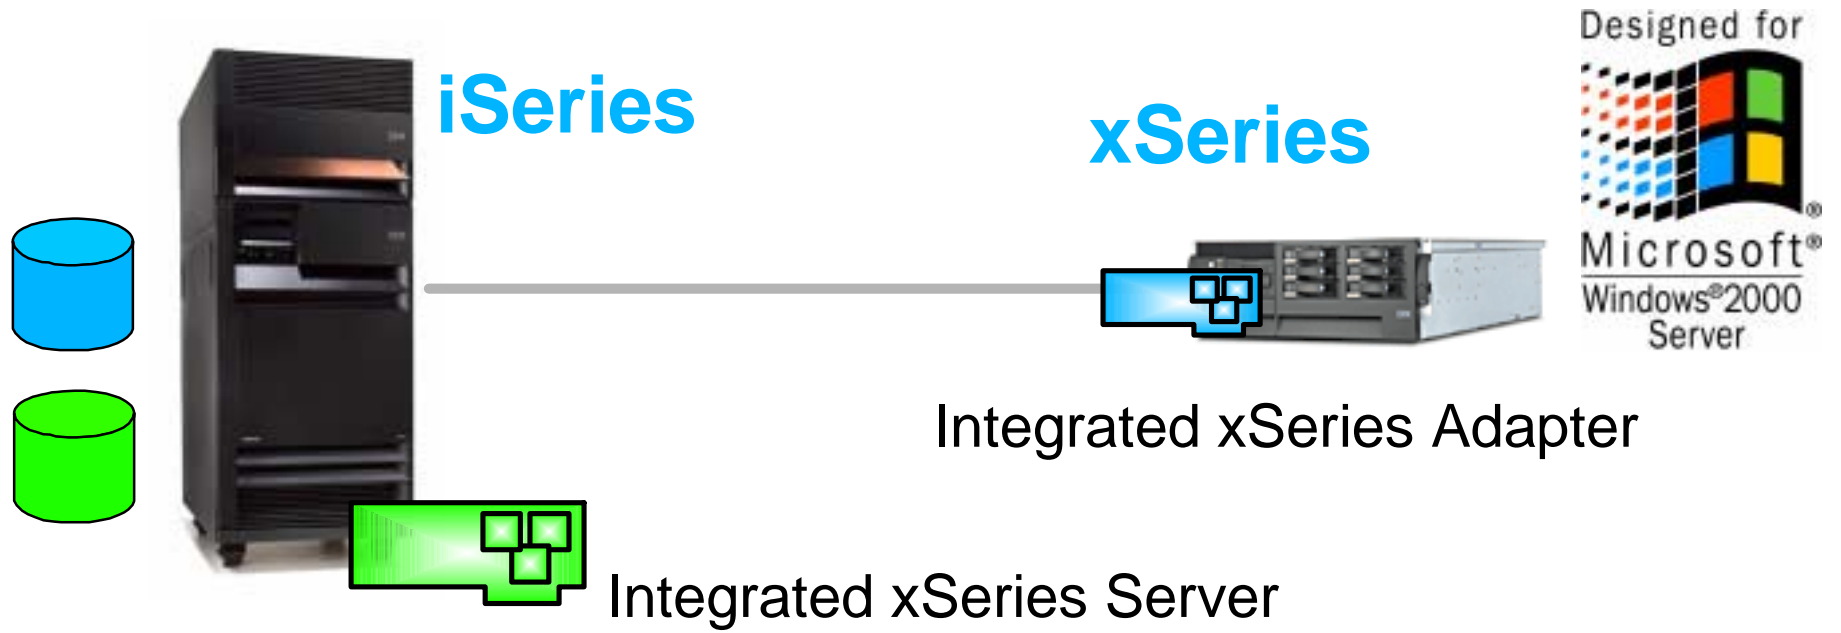 Designed for
iSeries
xSeries
®
Microsoft®
Windows®2000
Server
Integrated xSeries Adapter
Integrated xSeries Server